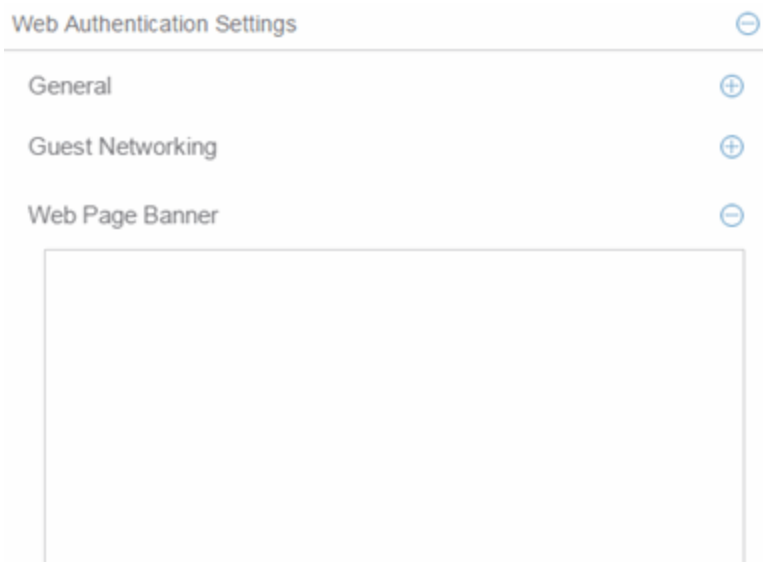 Web Authentication Settings
General
Guest Networking
Web Page Banner